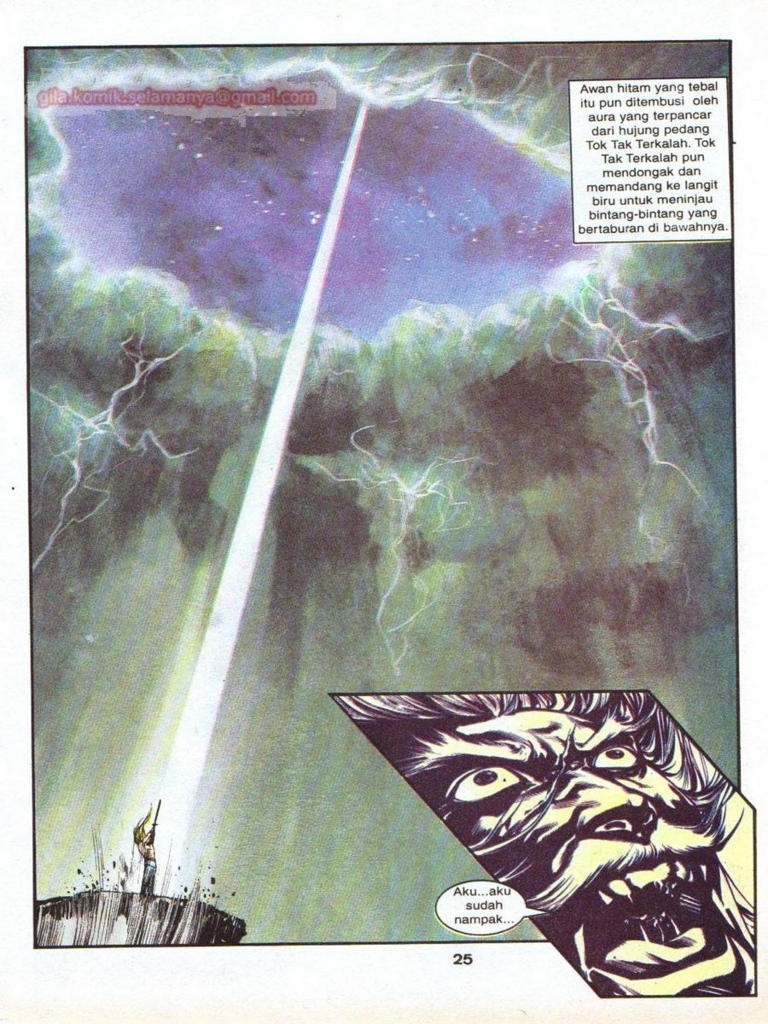 gila.komik.selamanya@gmail.com
Awan hitam yang tebal
itu pun ditembusi oleh
aura yang terpancar
dari hujung pedang
Tok Tak Terkalah. Tok
Tak Terkalah pun
mendongak dan
memandang ke langit
biru untuk meninjau
bintang-bintang yang
bertaburan di bawahnya.
Aku...aku
sudah
nampak...
25